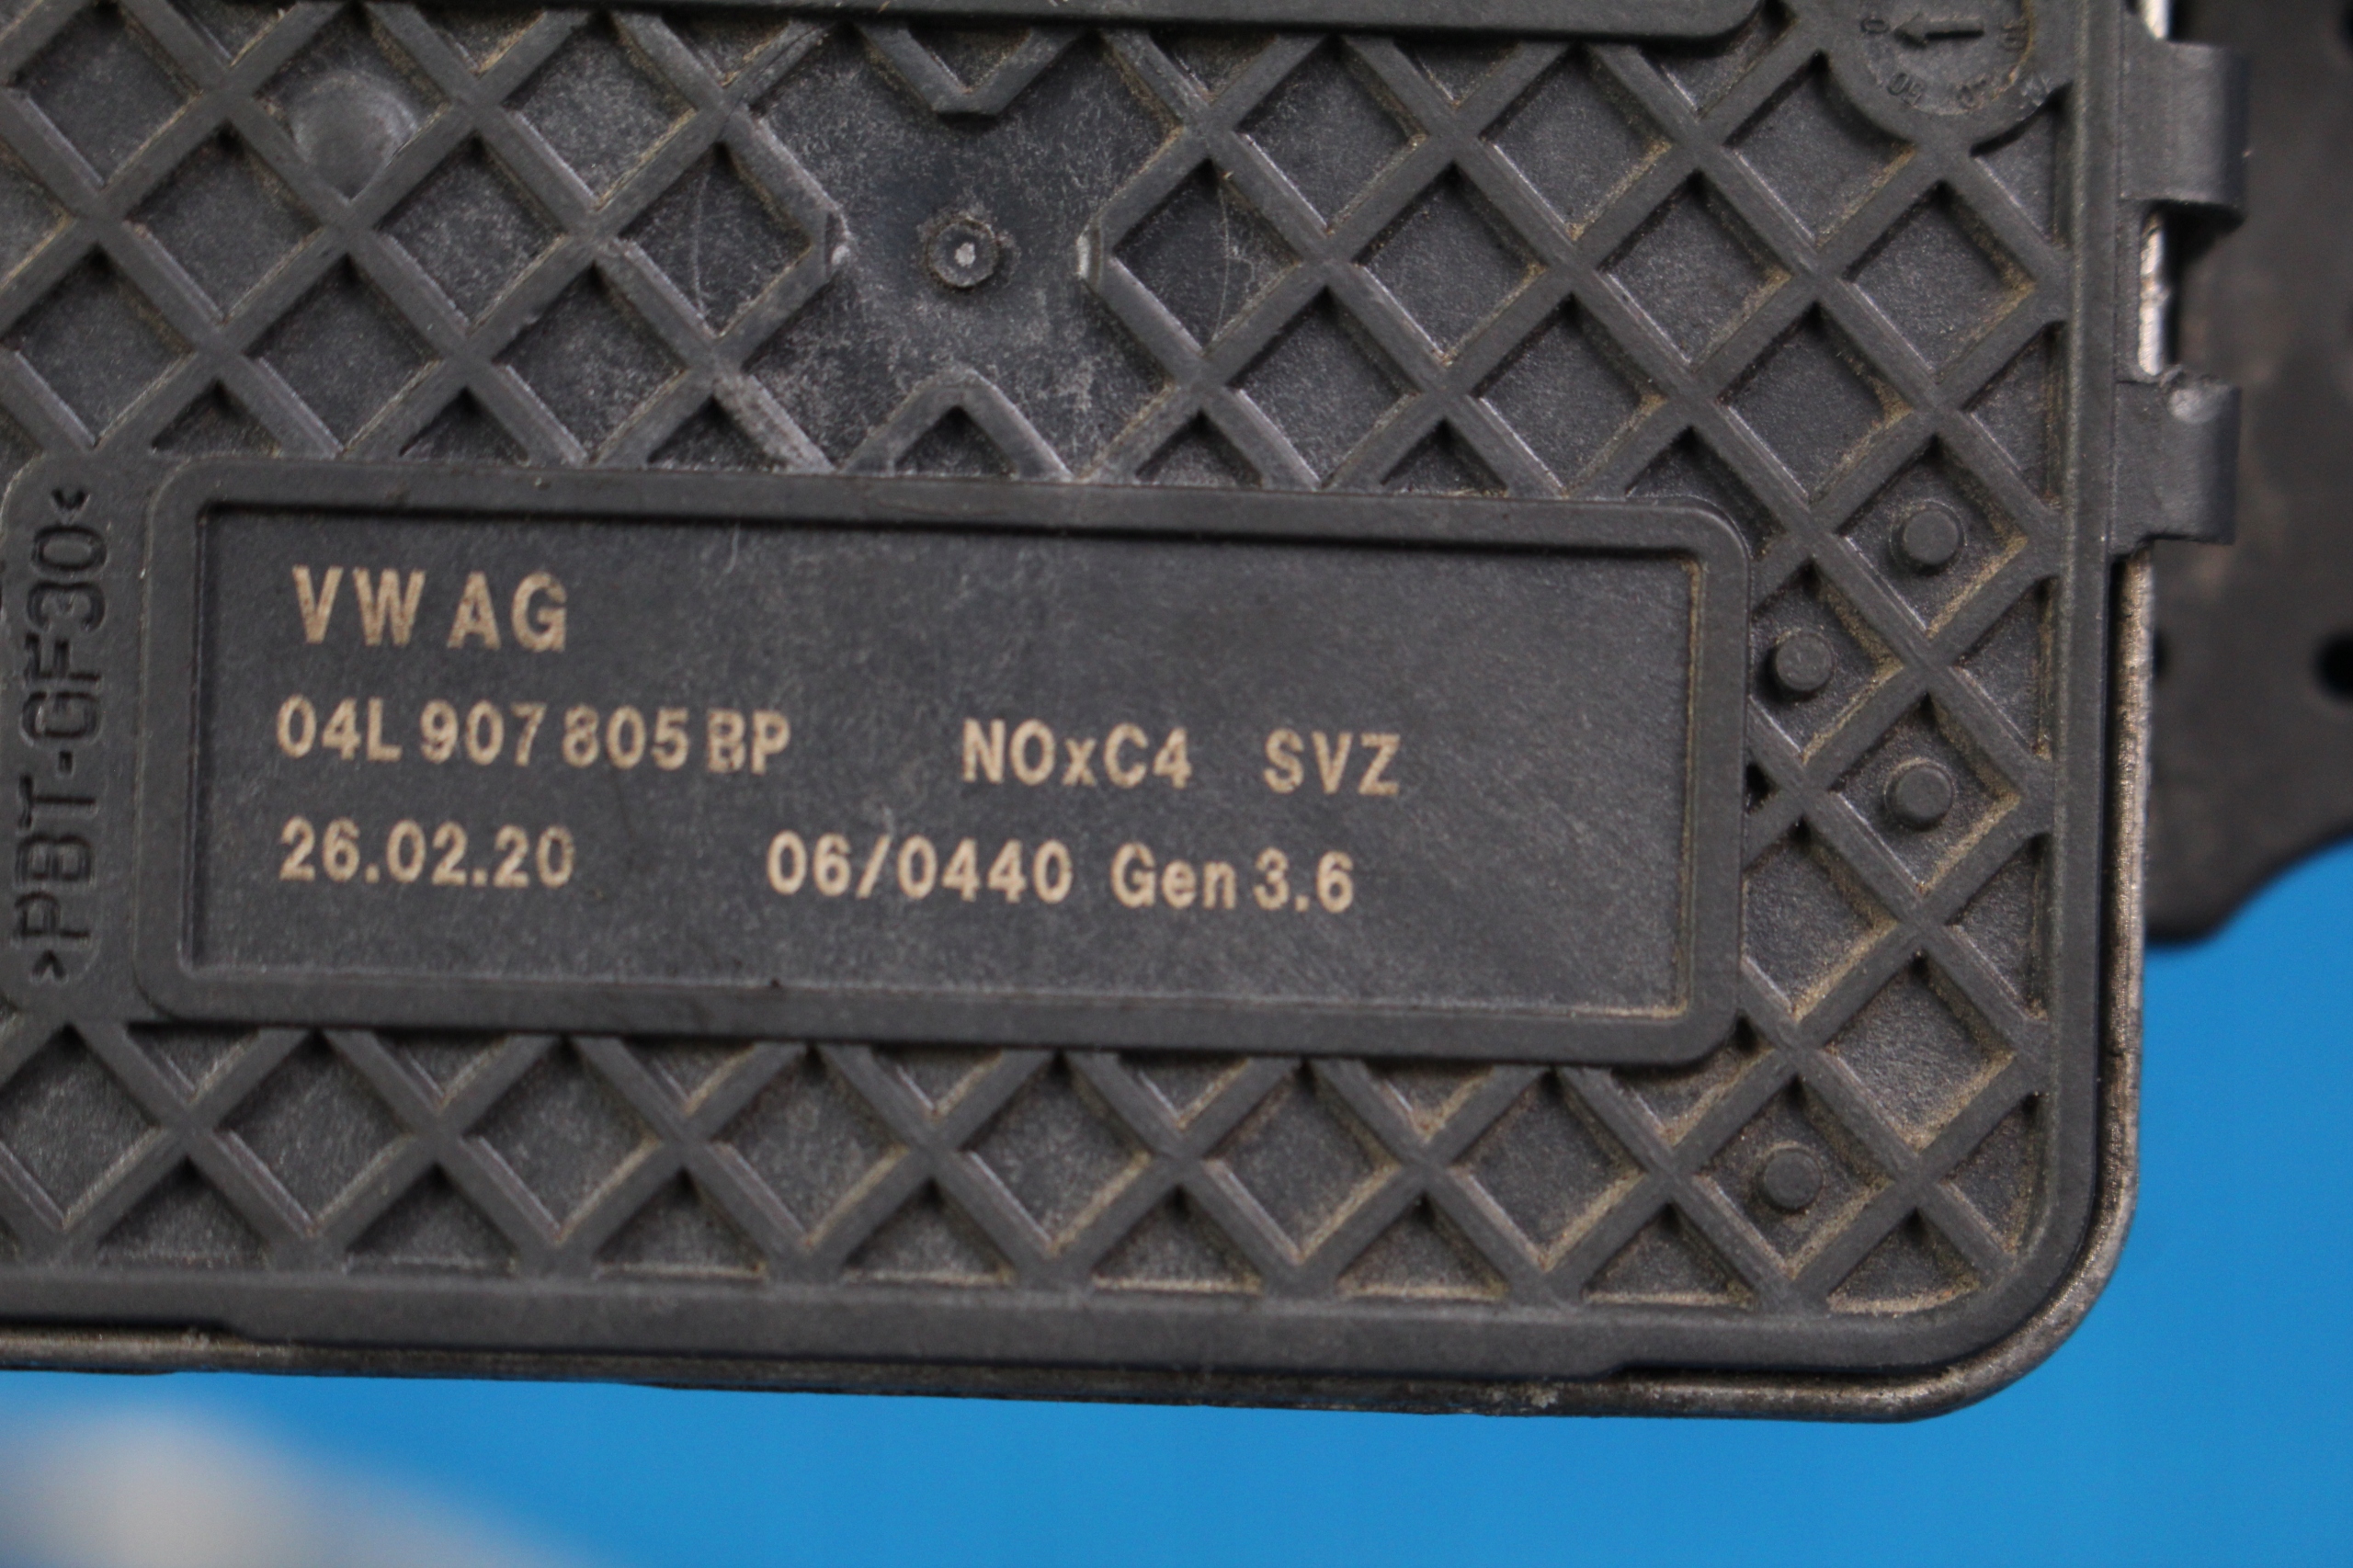 VW AG
04L 907 805 BP NOxC4 SVZ
26.02.20 06/0440 Gen 3.6
>PBT-GF30<